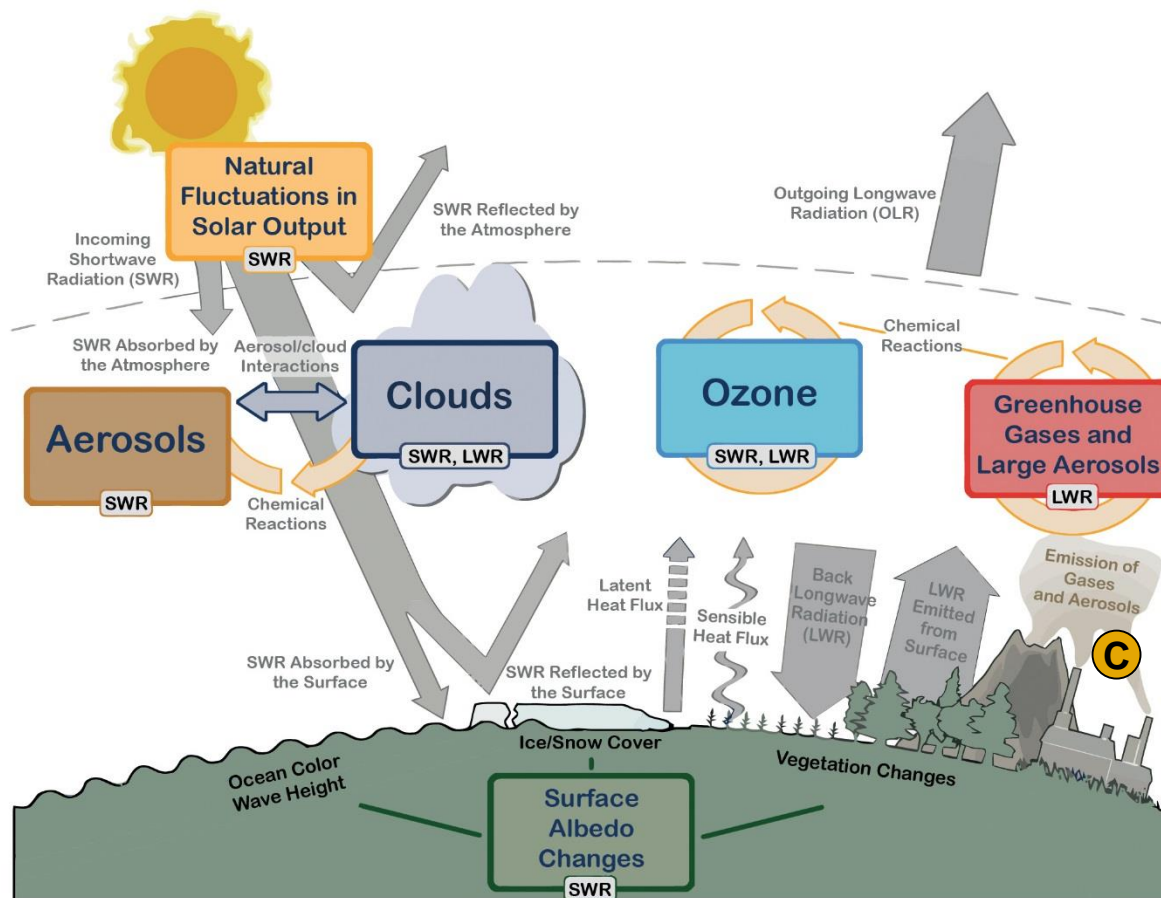 Natural
Fluctuations in
Solar Output
SWR
SWR Reflected by
the Atmosphere
Outgoing Longwave
Radiation (OLR)
Incoming
Shortwave
Radiation (SWR)
SWR Absorbed by
the Atmosphere
Aerosol/cloud
Interactions
Chemical
Reactions
Aerosols
SWR
Clouds
SWR, LWR
Ozone
SWR, LWR
Greenhouse
Gases and
Large Aerosols
LWR
Chemical
Reactions
Emission of
Gases
and Aerosols
C
Latent
Heat Flux
Sensible
Heat Flux
Back
Longwave
Radiation
(LWR)
LWR
Emitted
from
Surface
SWR Absorbed by
the Surface
SWR Reflected by
the Surface
Ocean Color
Wave Height
Ice/Snow Cover
Vegetation Changes
Surface
Albedo
Changes
SWR